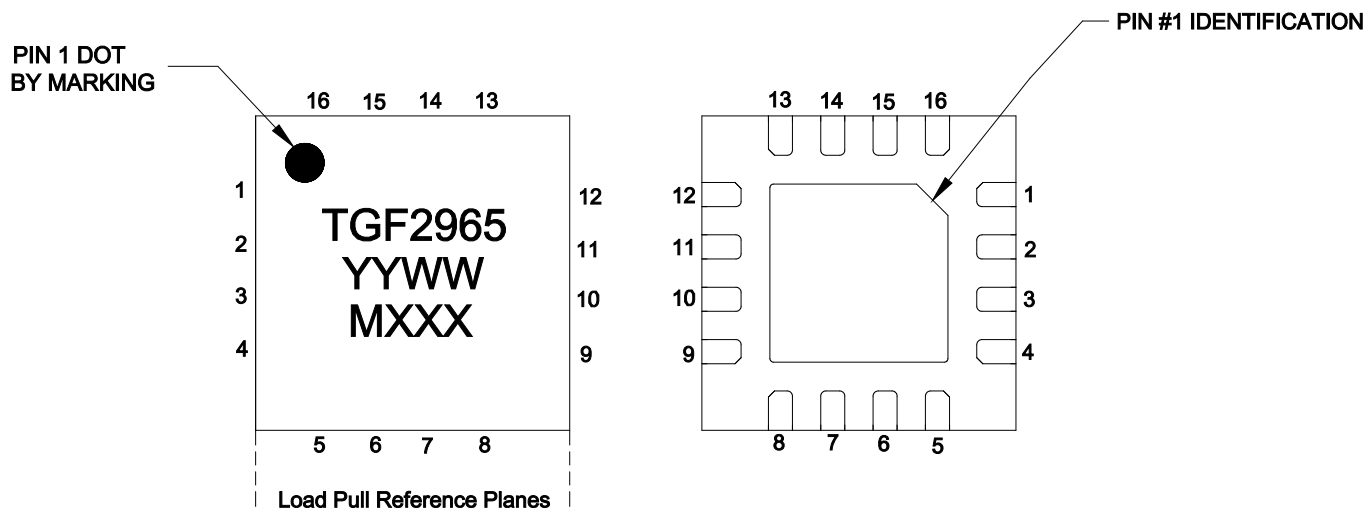 PIN #1 IDENTIFICATION
PIN 1 DOT
BY MARKING
16 15 14 13
13 14 15 16
1
2
3
4
TGF2965
YYWW
MXXX
12
11
10
9
12
11
10
9
1
2
3
4
5 6 7 8
8 7 6 5
Load Pull Reference Planes